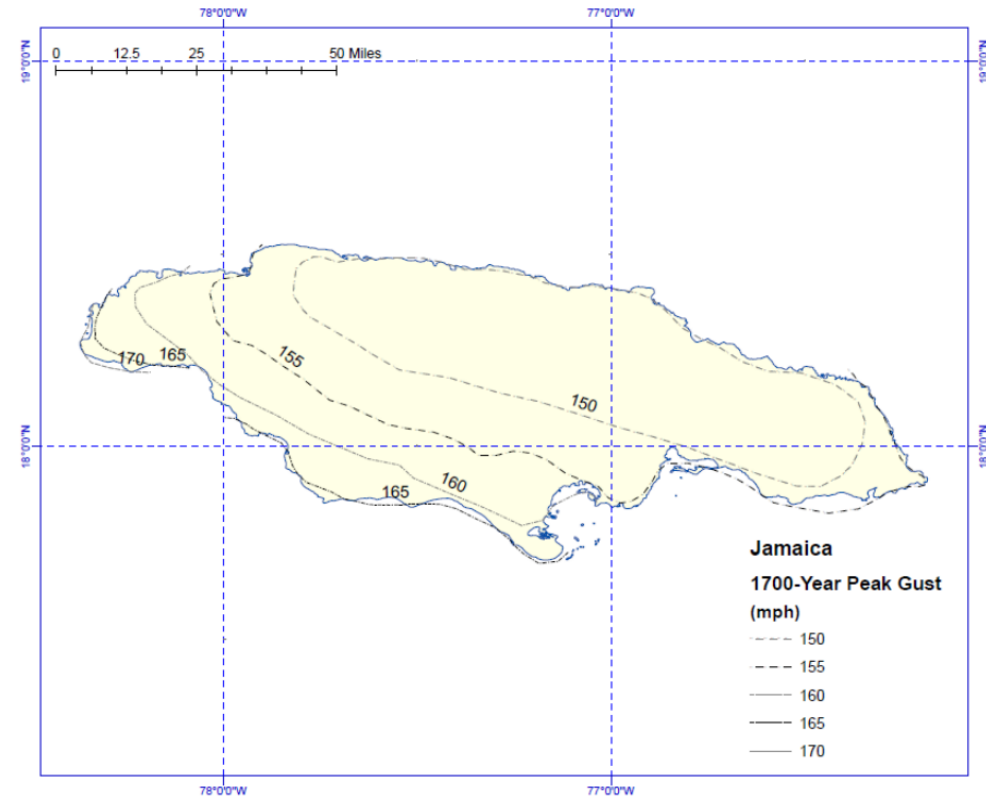 78°0'0"W 77°0'0"W
0 12.5 25 50 Miles
19°0'0"N 19°0'0"N
170 165
155
150
18°0'0"N 18°0'0"N
165 160
Jamaica
1700-Year Peak Gust
(mph)
150
155
160
165
170
78°0'0"W 77°0'0"W